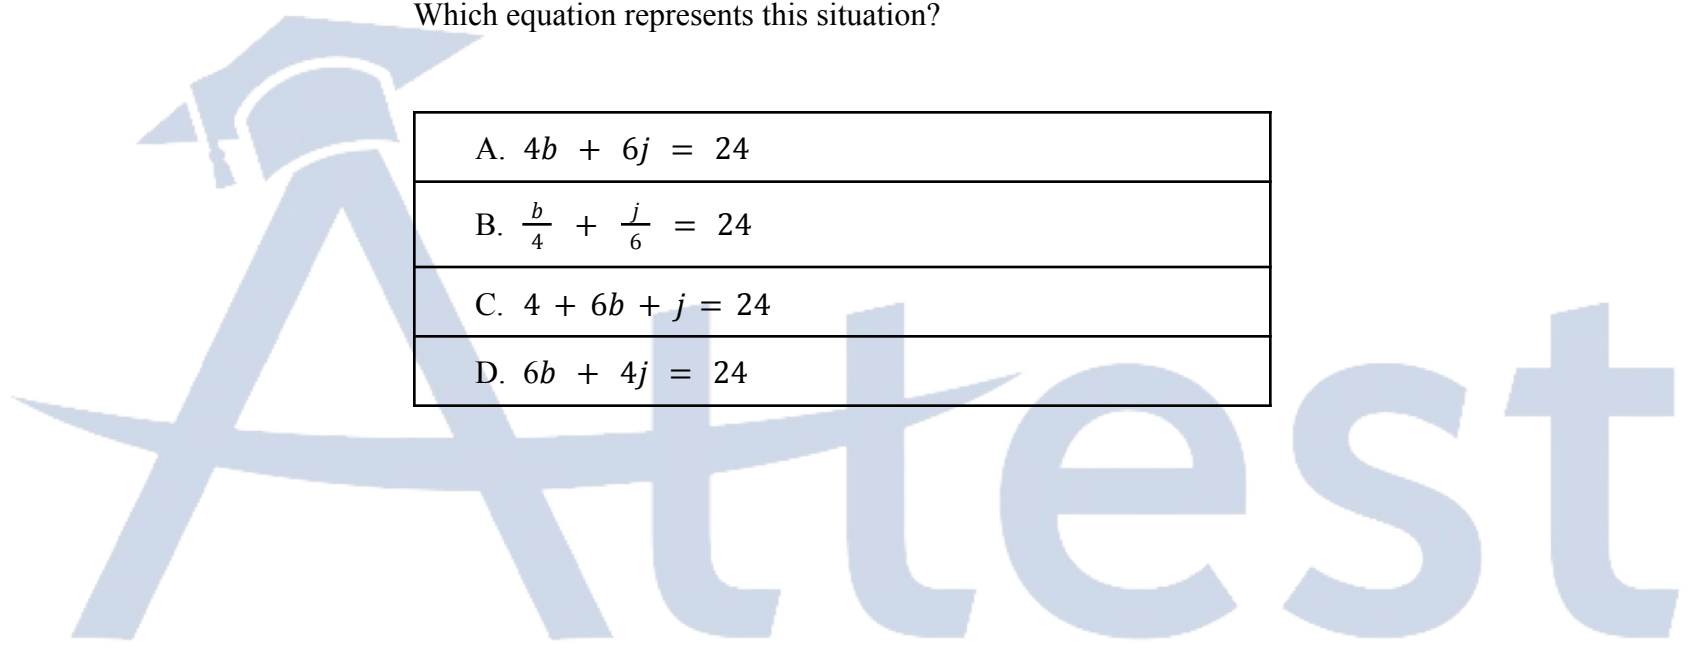 Which equation represents this situation?
A. 4b + 6j = 24
B. b/4 + j/6 = 24
C. 4 + 6b + j = 24
D. 6b + 4j = 24
Attest